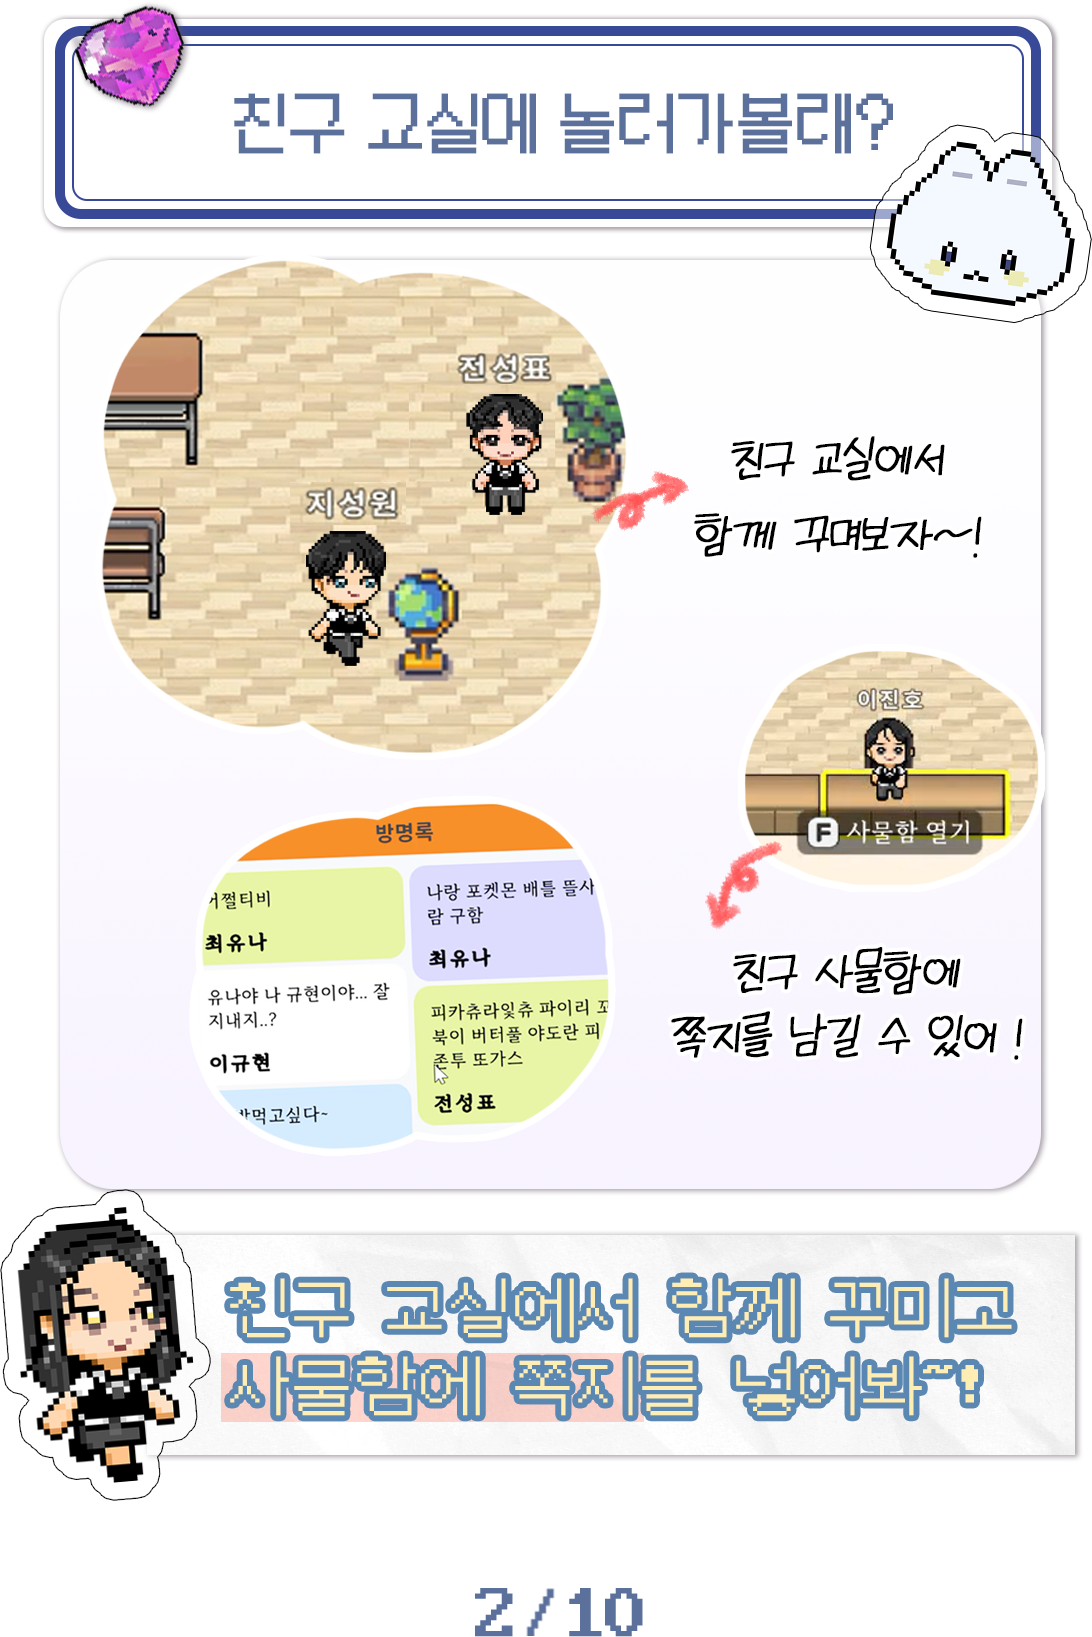 친구 교실에 놀러가볼래?
전성표
지성원
친구 교실에서
함께 꾸며보자~!
이진호
F 사물함 열기
방명록
어쩔티비
최유나
나랑 포켓몬 배틀 뜰사
람 구함
최유나
유나야 나 규현이야... 잘
지내지..?
이규현
피카츄라잋츄 파이리 꼬
북이 버터풀 야도란 피
존투 또가스
전성표
먹고싶다~
친구 사물함에
쪽지를 남길 수 있어!
친구 교실에서 함께 꾸미고
사물함에 쪽지를 넣어봐~!
2/10